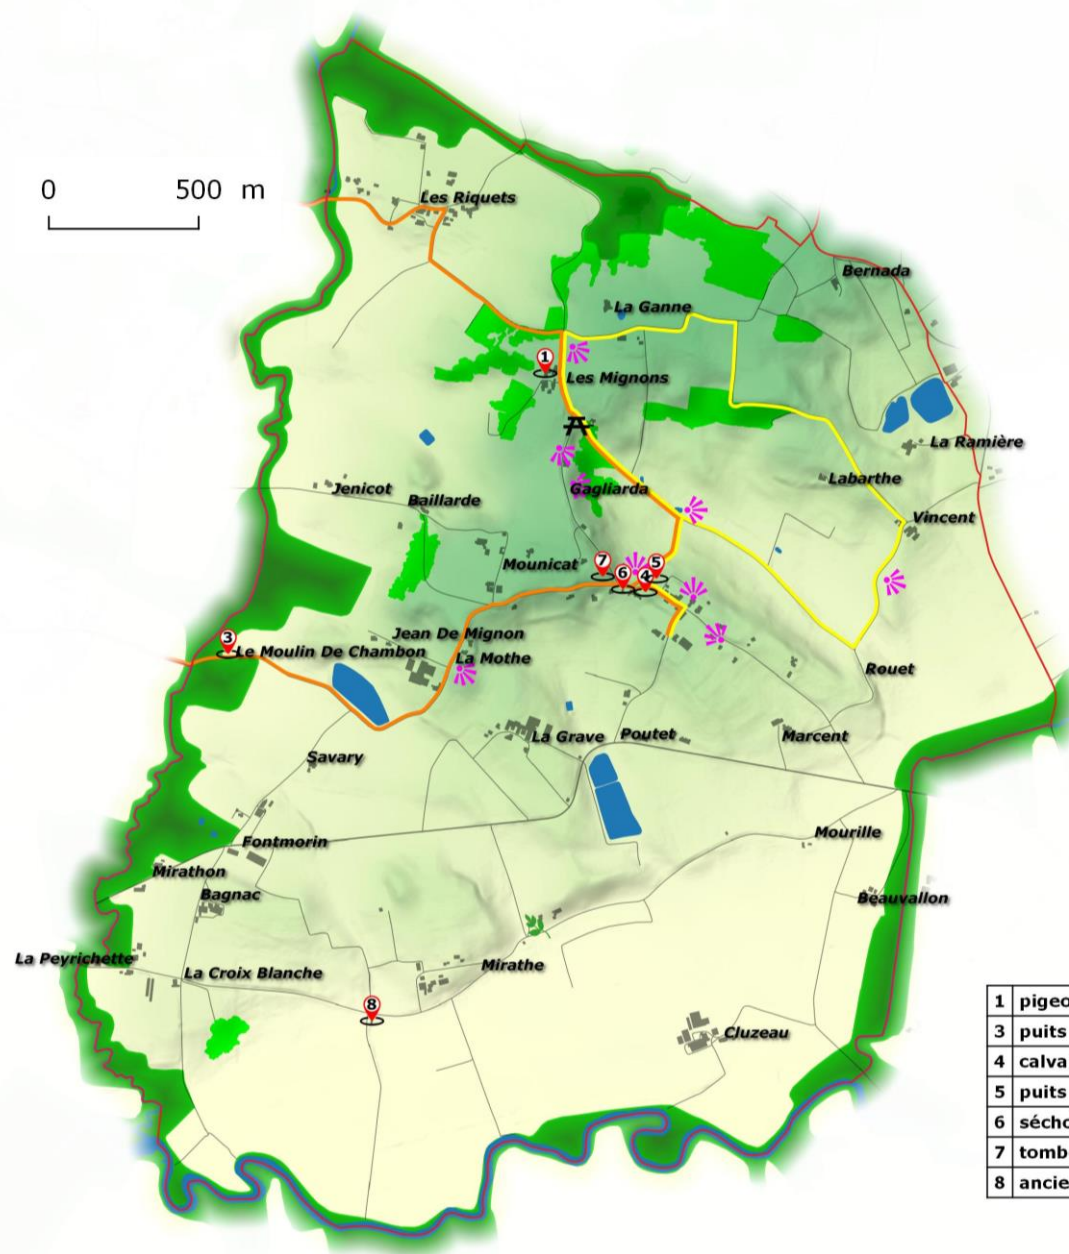 0 500 m
Les Riquets
Bernada
La Ganne
1
Les Mignons
La Ramière
Labarthe
Jenicot
Gagliarda
Baillarde
Vincent
Mounicat
7
6
5
4
Jean De Mignon
3
Le Moulin De Chambon
La Mothe
Rouet
La Grave
Poutet
Marcent
Savary
Mourille
Fontmorin
Mirathon
Bagnac
Beauvallon
La Peyrichette
La Croix Blanche
Mirathe
8
Cluzeau
1 pigeo
3 puits
4 calva
5 puits
6 sécho
7 tomb
8 ancie